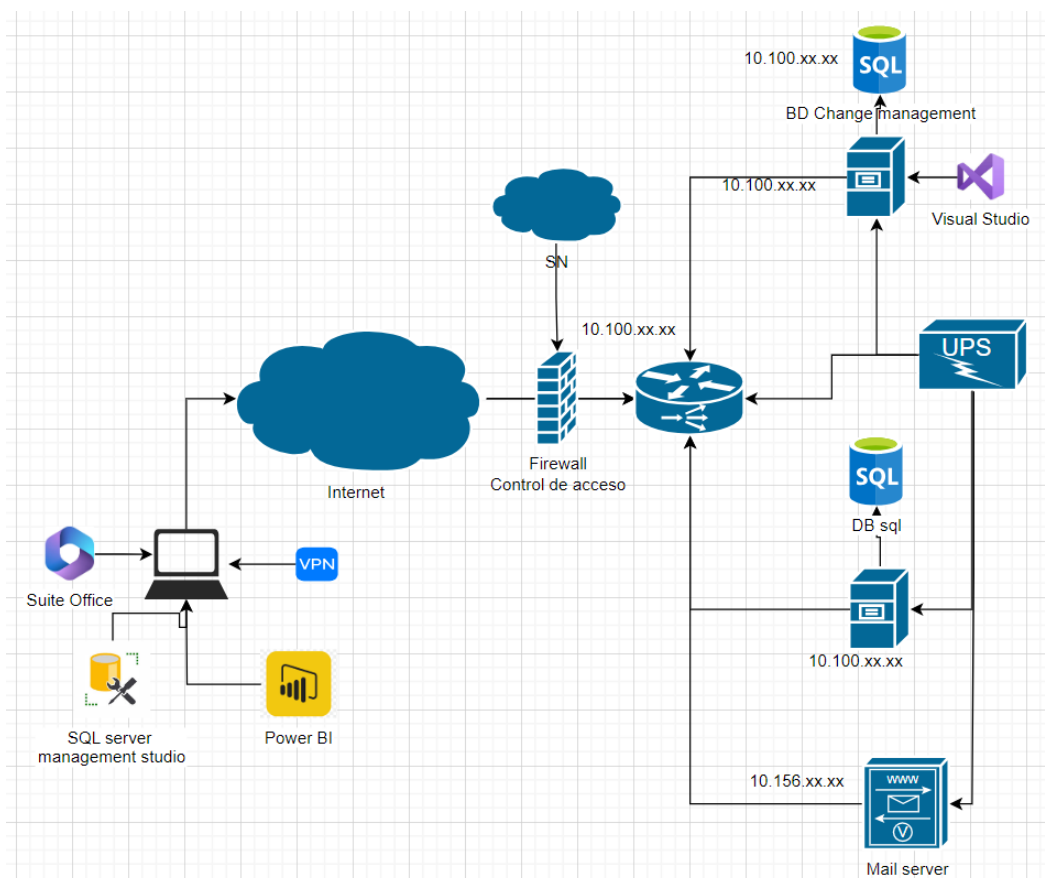 10.100.xx.xx
SQL
BD Change management
10.100.xx.xx
Visual Studio
SN
10.100.xx.xx
UPS
Firewall
Control de acceso
Internet
SQL
DB sql
VPN
Suite Office
10.100.xx.xx
SQL server
management studio
Power BI
10.156.xx.xx
www
V
Mail server